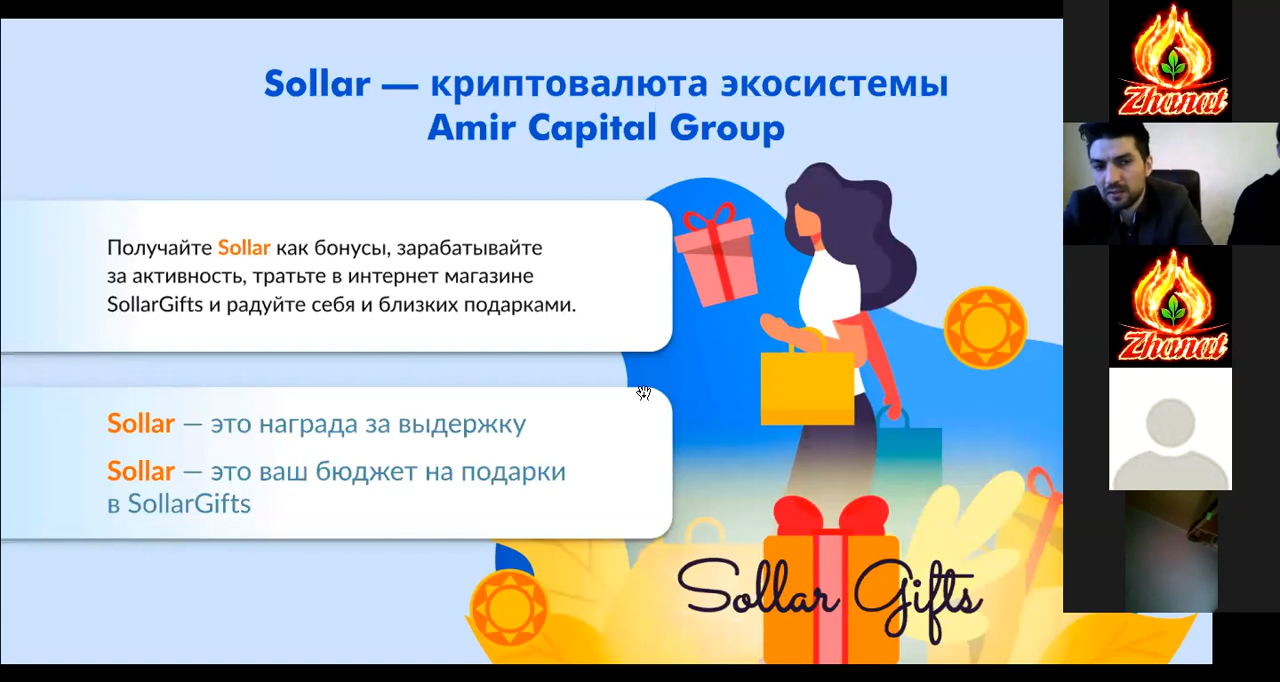 Sollar — криптовалюта экосистемы
Amir Capital Group
Получайте Sollar как бонусы, зарабатывайте
за активность, тратьте в интернет магазине
SollarGifts и радуйте себя и близких подарками.
Sollar — это награда за выдержку
Sollar — это ваш бюджет на подарки
в SollarGifts
Sollar Gifts
Zhanat
Zhanat